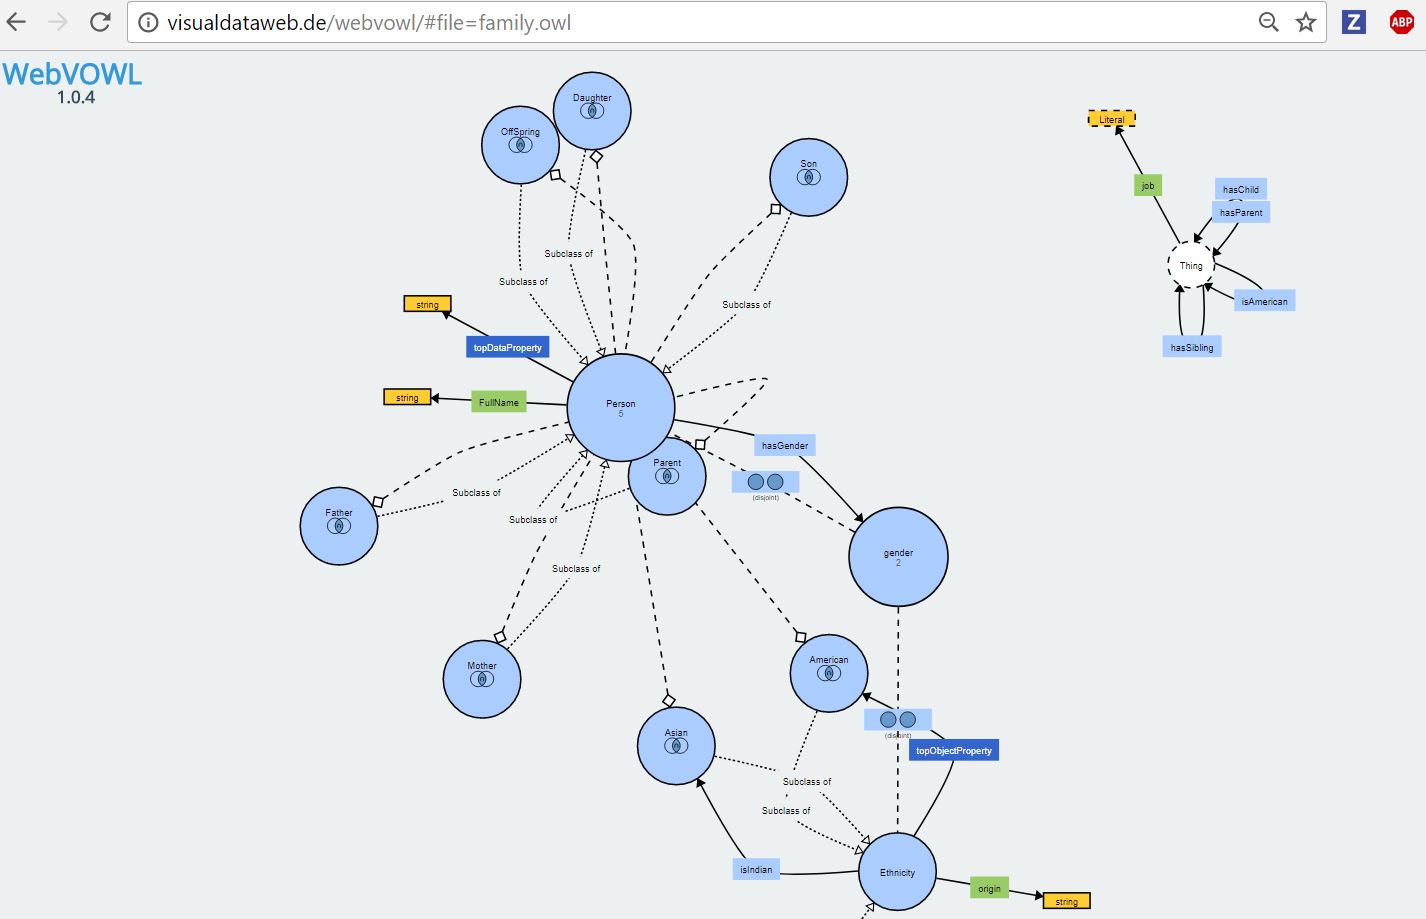 visualdataweb.de/webvowl/#file=family.owl
Z
ABP
WebVOWL
1.0.4
Daughter
OffSpring
Son
Literal
job
hasChild
hasParent
Thing
isAmerican
hasSibling
Subclass of
Subclass of
Subclass of
string
topDataProperty
string
FullName
Person
5
hasGender
Parent
(disjoint)
Subclass of
Father
Subclass of
Subclass of
gender
2
Mother
American
Asian
(disjoint)
topObjectProperty
Subclass of
Subclass of
isIndian
Ethnicity
origin
string